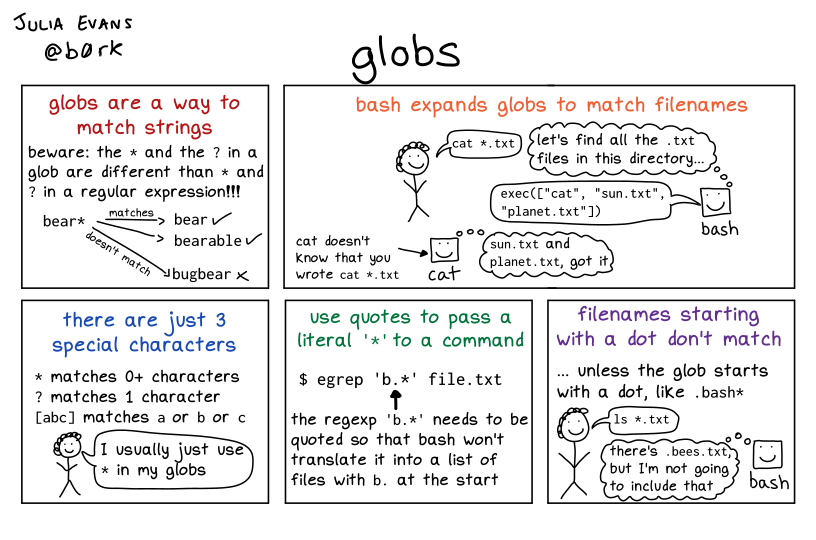 JULIA EVANS
@b0rk
globs
globs are a way to
match strings
beware: the * and the ? in a
glob are different than * and
? in a regular expression!!!
bear* matches bear ✓
bearable ✓
doesn't match
bugbear ×
bash expands globs to match filenames
cat *.txt
let's find all the .txt
files in this directory...
exec(["cat", "sun.txt",
"planet.txt"])
bash
cat doesn't
know that you
wrote cat *.txt
cat
sun.txt and
planet.txt, got it
there are just 3
special characters
* matches 0+ characters
? matches 1 character
[abc] matches a or b or c
I usually just use
* in my globs
use quotes to pass a
literal '*' to a command
$ egrep 'b.*' file.txt
the regexp 'b.*' needs to be
quoted so that bash won't
translate it into a list of
files with b. at the start
filenames starting
with a dot don't match
... unless the glob starts
with a dot, like .bash*
ls *.txt
there's .bees.txt,
but I'm not going
to include that
bash